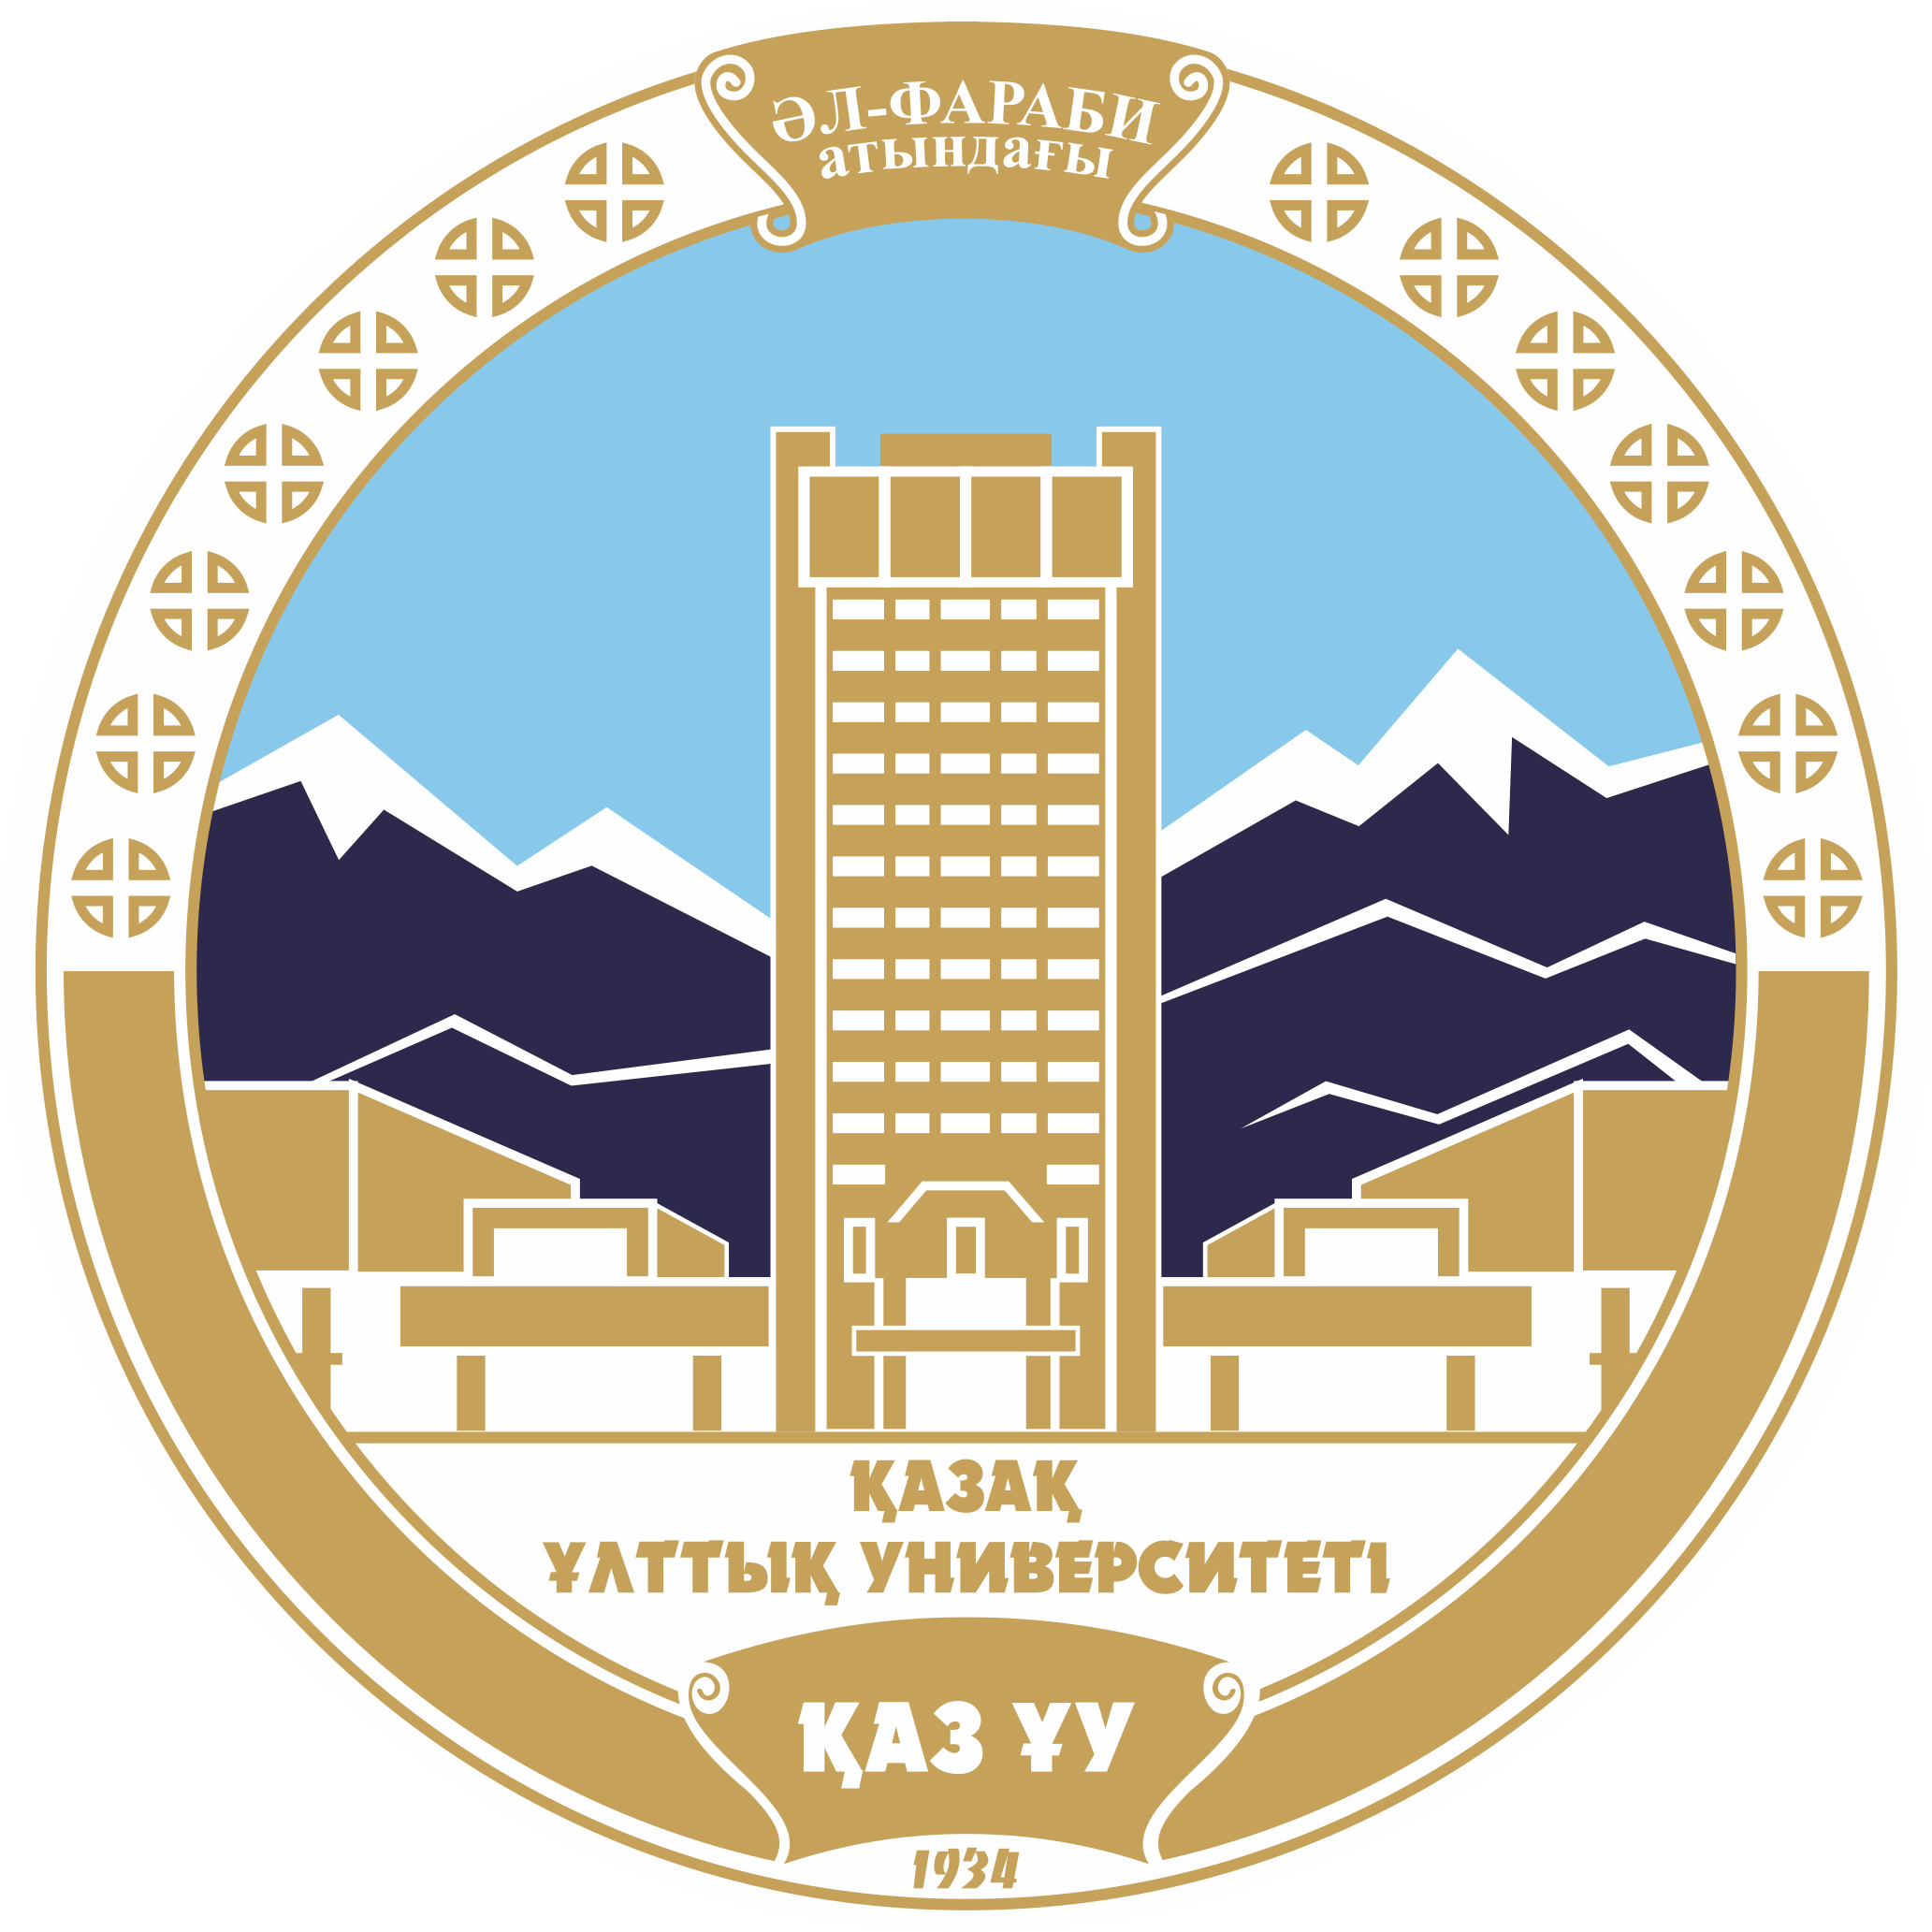 ӘЛ-ФАРАБИ
атындағы
ҚАЗАҚ
ҰЛТТЫҚ УНИВЕРСИТЕТІ
ҚАЗ ҰУ
1934